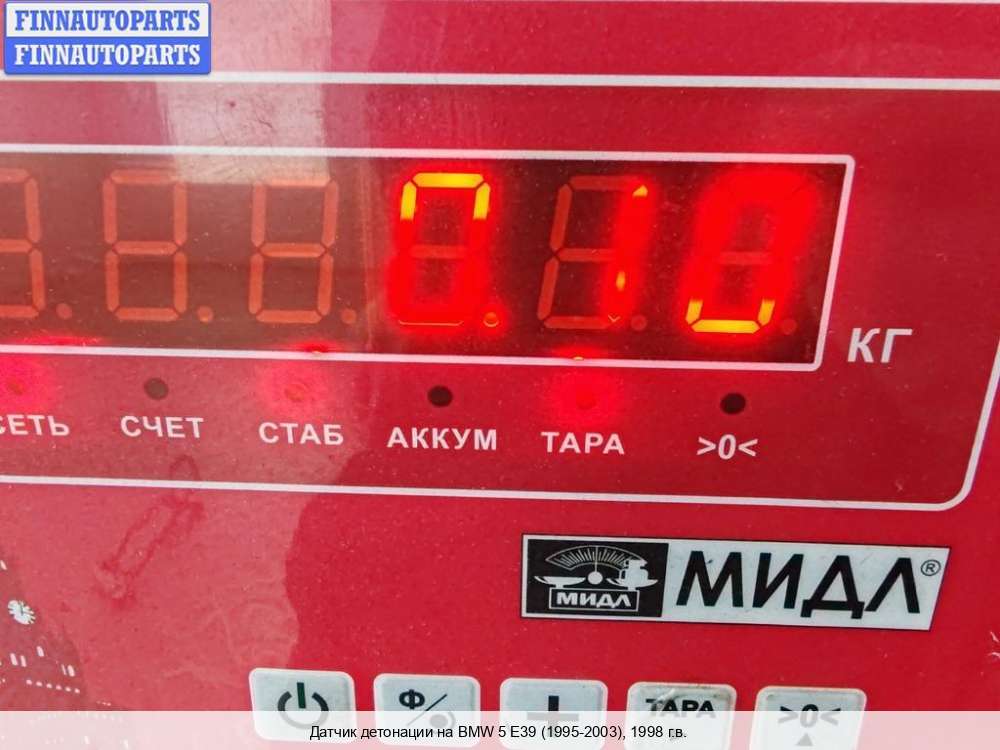 FINNAUTOPARTS
FINNAUTOPARTS
0.10
КГ
СЕТЬ СЧЕТ СТАБ АККУМ ТАРА >0<
МИДЛ МИДЛ®
Ф/ + ТАРА >0<
Датчик детонации на BMW 5 E39 (1995-2003), 1998 г.в.